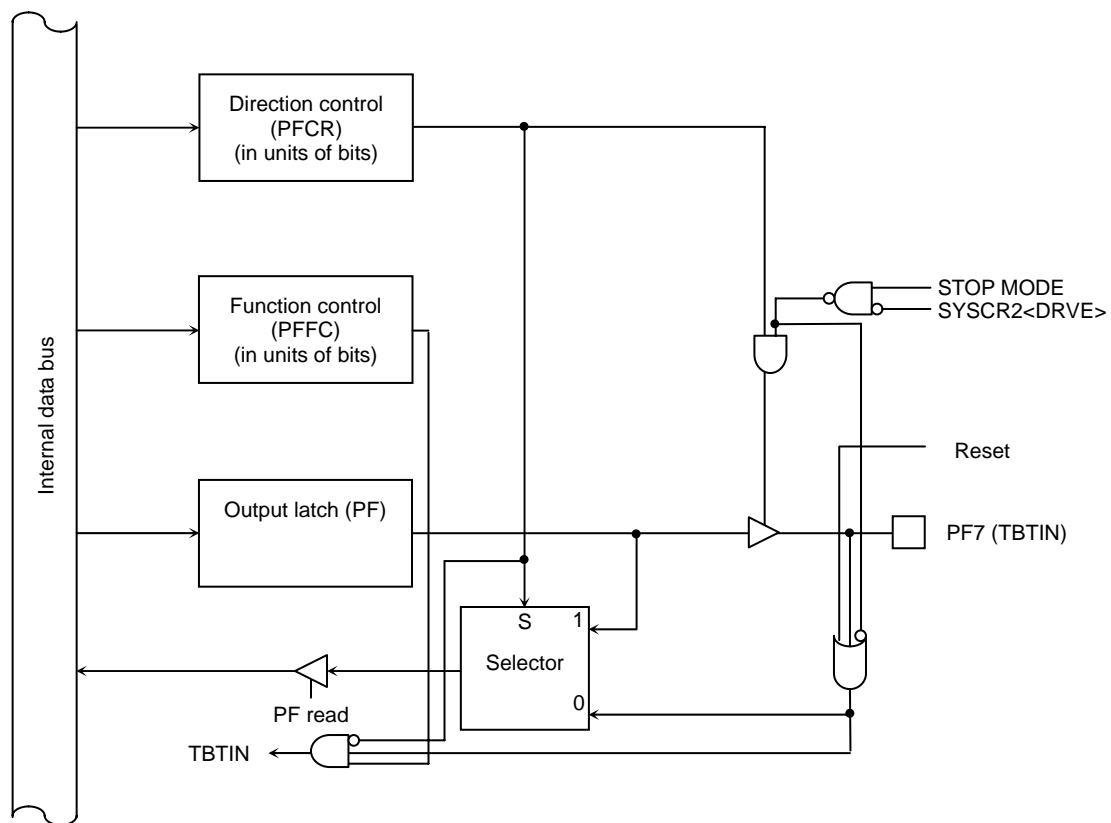 Internal data bus
Direction control
(PFCR)
(in units of bits)
Function control
(PFFC)
(in units of bits)
STOP MODE
SYSCR2<DRVE>
Reset
Output latch (PF)
PF7 (TBTIN)
S
1
Selector
0
PF read
TBTIN